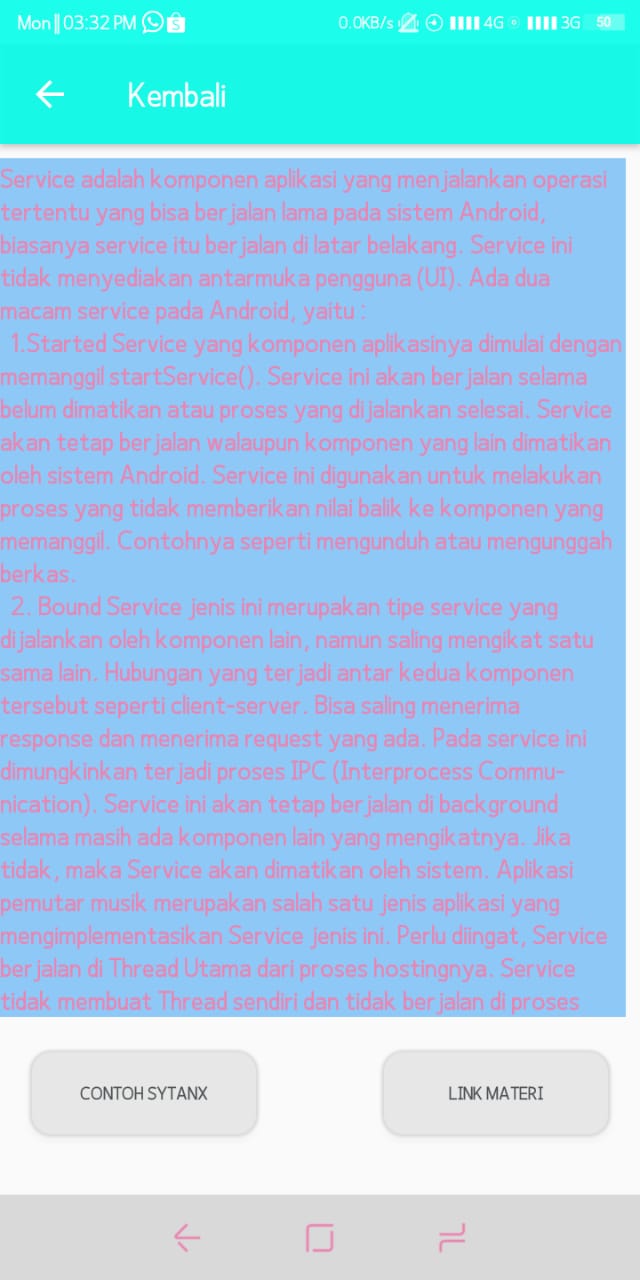 Mon 03:32 PM 0.0KB/s 4G 3G 50
Kembali
Service adalah komponen aplikasi yang menjalankan operasi
tertentu yang bisa berjalan lama pada sistem Android,
biasanya service itu berjalan di latar belakang. Service ini
tidak menyediakan antarmuka pengguna (UI). Ada dua
macam service pada Android, yaitu :
1.Started Service yang komponen aplikasinya dimulai dengan
memanggil startService(). Service ini akan berjalan selama
belum dimatikan atau proses yang dijalankan selesai. Service
akan tetap berjalan walaupun komponen yang lain dimatikan
oleh sistem Android. Service ini digunakan untuk melakukan
proses yang tidak memberikan nilai balik ke komponen yang
memanggil. Contohnya seperti mengunduh atau mengunggah
berkas.
2. Bound Service jenis ini merupakan tipe service yang
dijalankan oleh komponen lain, namun saling mengikat satu
sama lain. Hubungan yang terjadi antar kedua komponen
tersebut seperti client-server. Bisa saling menerima
response dan menerima request yang ada. Pada service ini
dimungkinkan terjadi proses IPC (Interprocess Commu-
nication). Service ini akan tetap berjalan di background
selama masih ada komponen lain yang mengikatnya. Jika
tidak, maka Service akan dimatikan oleh sistem. Aplikasi
pemutar musik merupakan salah satu jenis aplikasi yang
mengimplementasikan Service jenis ini. Perlu diingat, Service
berjalan di Thread Utama dari proses hostingnya. Service
tidak membuat Thread sendiri dan tidak berjalan di proses
CONTOH SYTANX
LINK MATERI